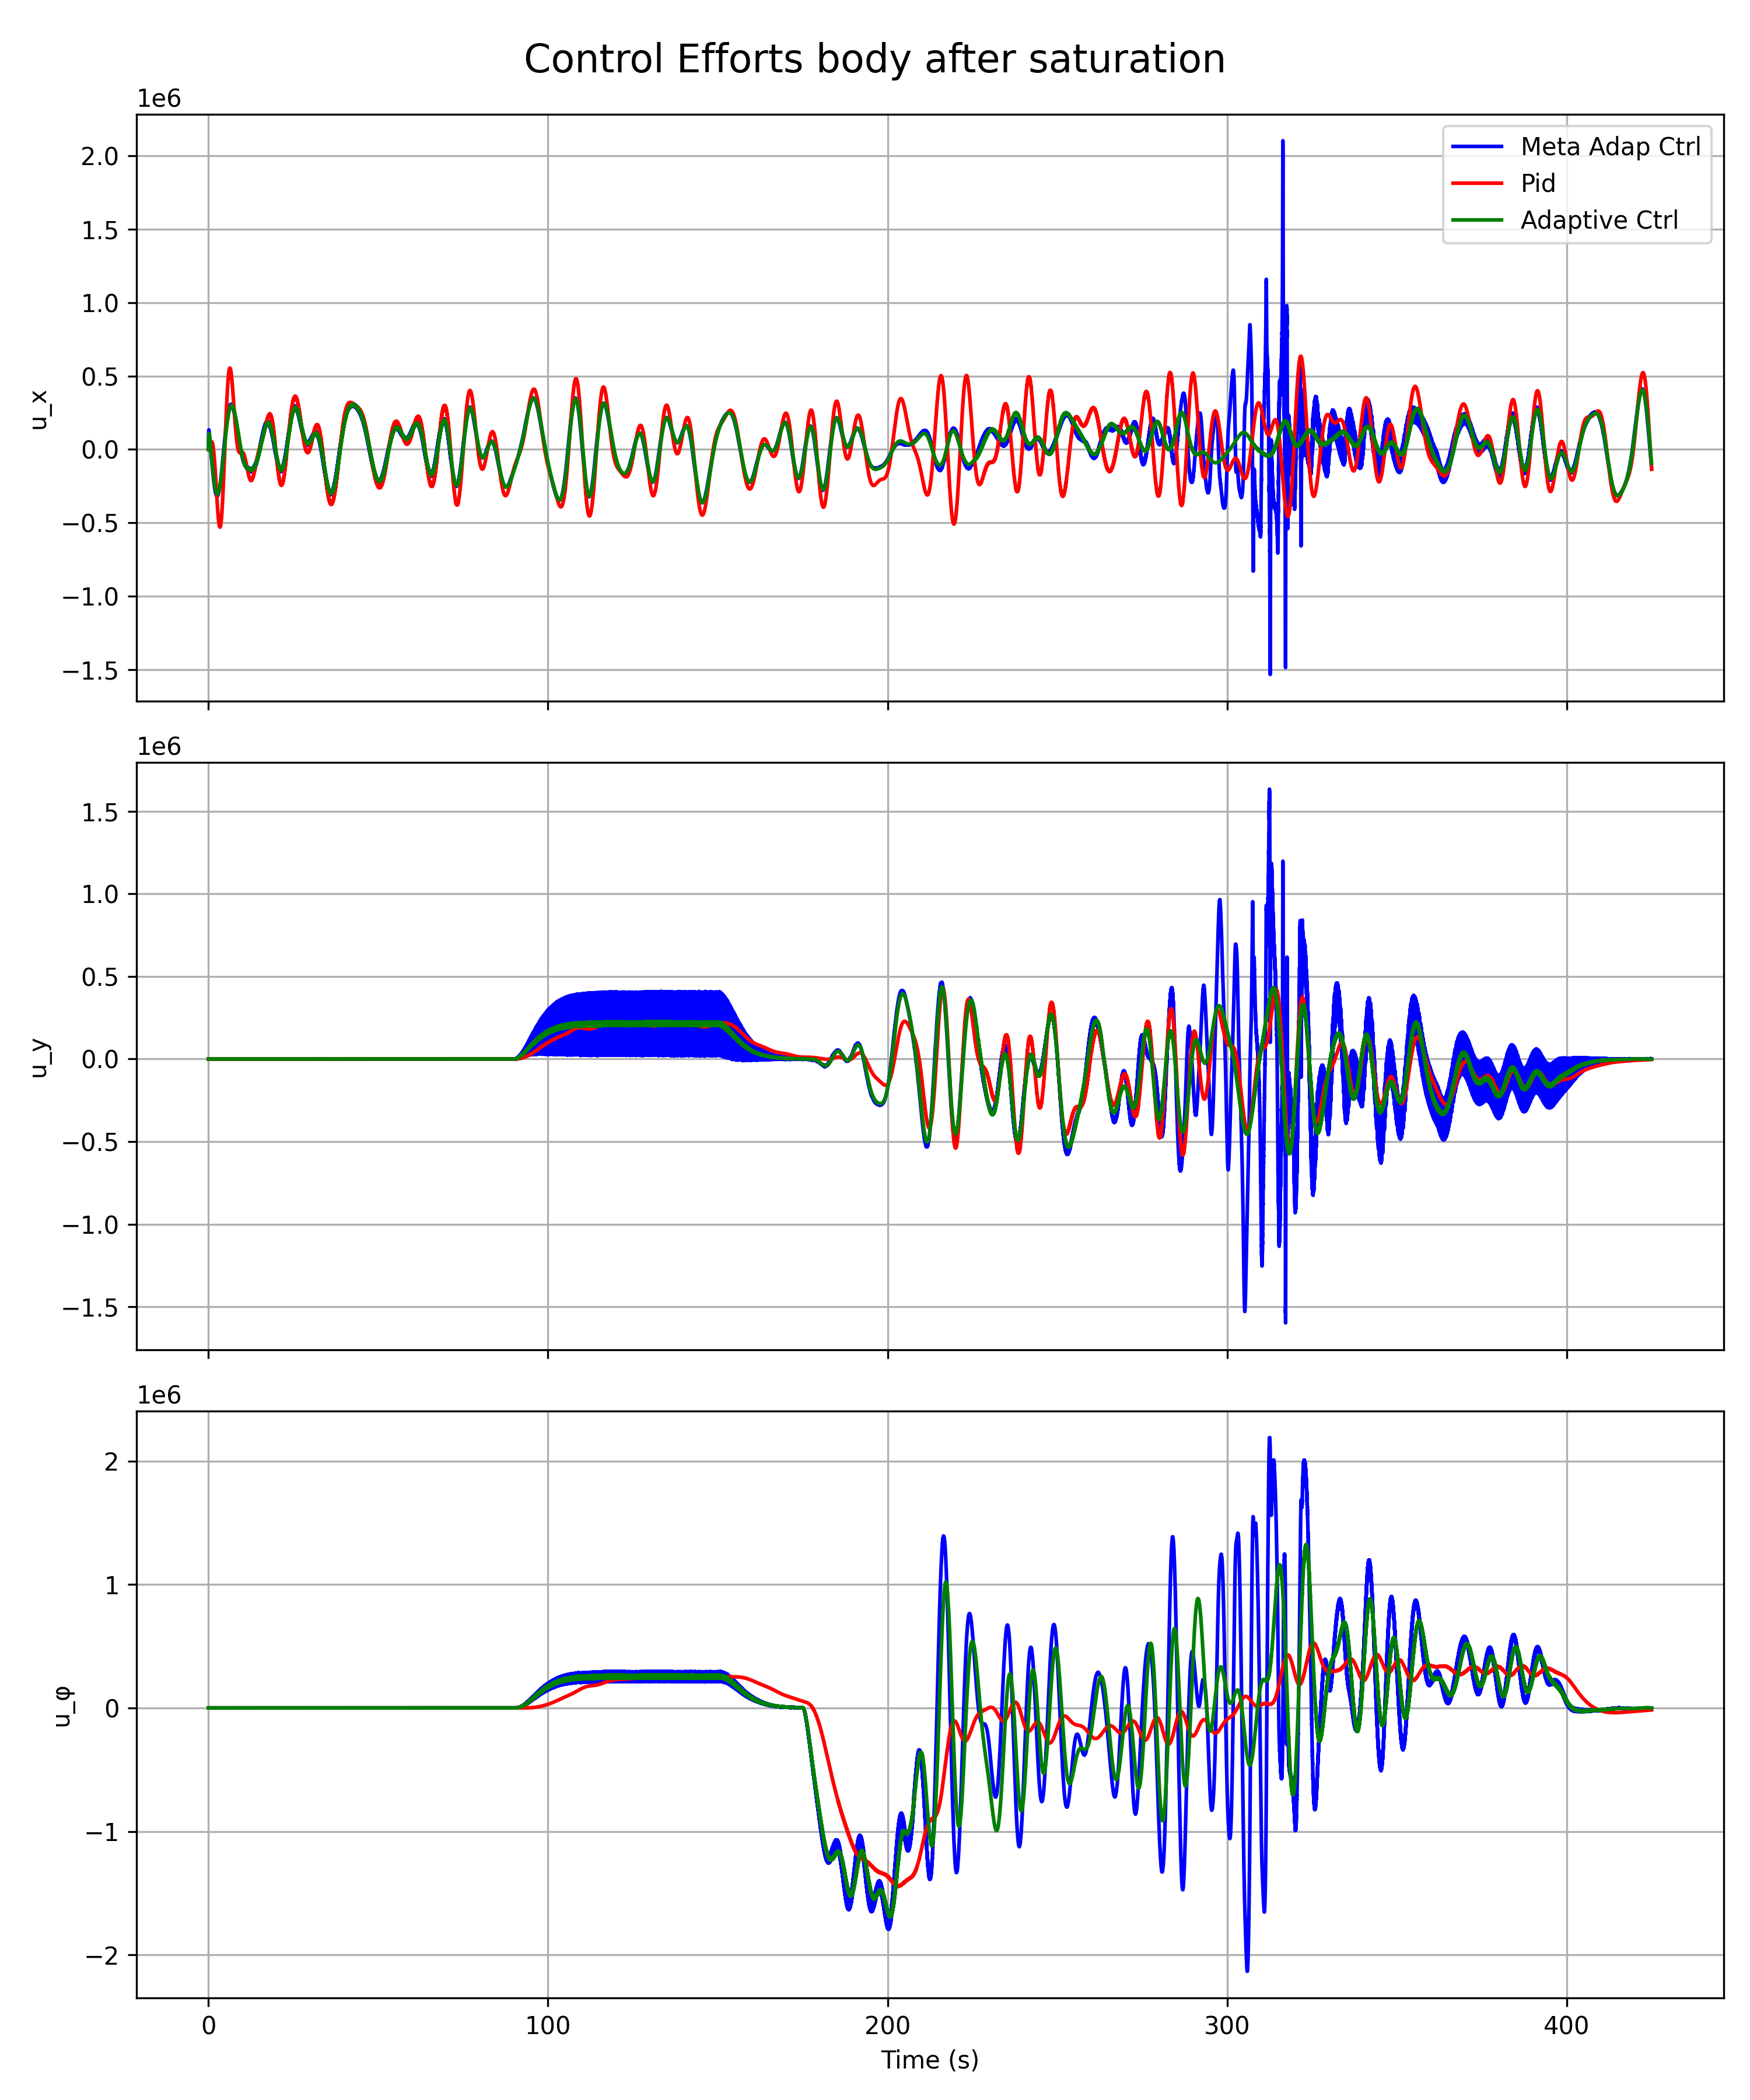 Control Efforts body after saturation
1e6
2.0
1.5
1.0
0.5
0.0
−0.5
−1.0
−1.5
u_x
Meta Adap Ctrl
Pid
Adaptive Ctrl
1e6
1.5
1.0
0.5
0.0
−0.5
−1.0
−1.5
u_y
1e6
2
1
0
−1
−2
u_φ
0 100 200 300 400
Time (s)